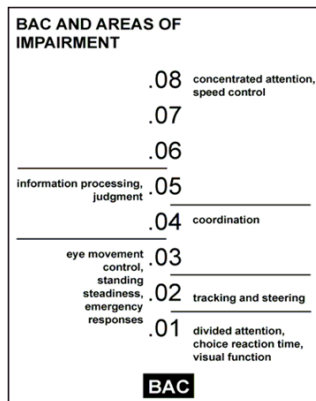 BAC AND AREAS OF
IMPAIRMENT
.08 concentrated attention,
speed control
.07
.06
information processing,
judgment
.05
.04 coordination
eye movement
control,
standing
steadiness,
emergency
responses
.03
.02 tracking and steering
.01 divided attention,
choice reaction time,
visual function
BAC